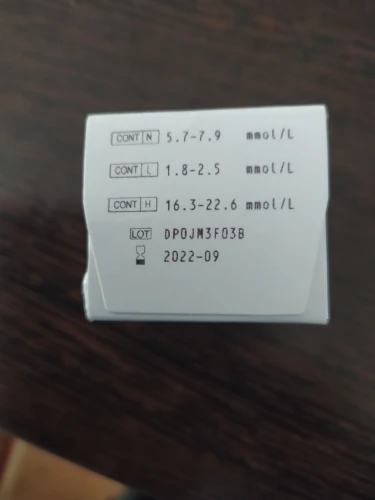 CONT N 5.7-7.9 mmol/L
CONT L 1.8-2.5 mmol/L
CONT H 16.3-22.6 mmol/L
LOT DP0JM3F03B
2022-09